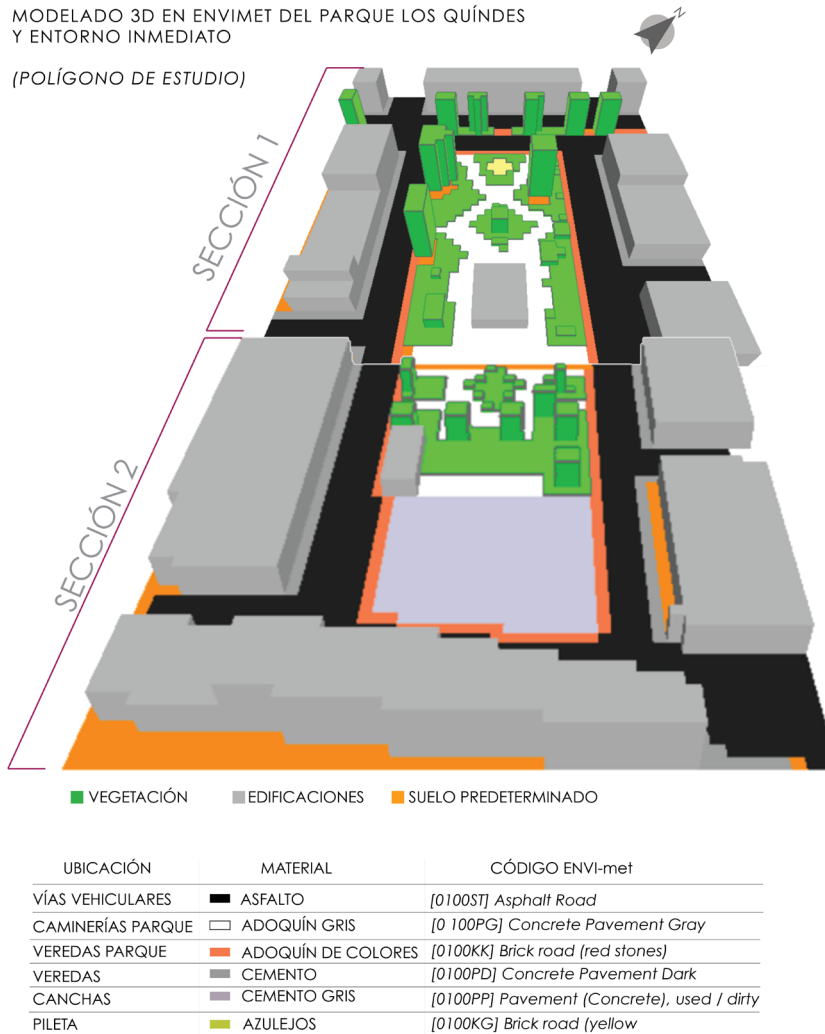 MODELADO 3D EN ENVIMET DEL PARQUE LOS QUÍNDES
Y ENTORNO INMEDIATO
(POLÍGONO DE ESTUDIO)
N
SECCIÓN 1
SECCIÓN 2
VEGETACIÓN EDIFICACIONES SUELO PREDETERMINADO
UBICACIÓN MATERIAL CÓDIGO ENVI-met
VÍAS VEHICULARES ASFALTO [0100ST] Asphalt Road
CAMINERÍAS PARQUE ADOQUÍN GRIS [0 100PG] Concrete Pavement Gray
VEREDAS PARQUE ADOQUÍN DE COLORES [0100KK] Brick road (red stones)
VEREDAS CEMENTO [0100PD] Concrete Pavement Dark
CANCHAS CEMENTO GRIS [0100PP] Pavement (Concrete), used / dirty
PILETA AZULEJOS [0100KG] Brick road (yellow